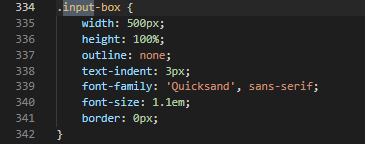 334 .input-box {
335 width: 500px;
336 height: 100%;
337 outline: none;
338 text-indent: 3px;
339 font-family: 'Quicksand', sans-serif;
340 font-size: 1.1em;
341 border: 0px;
342 }